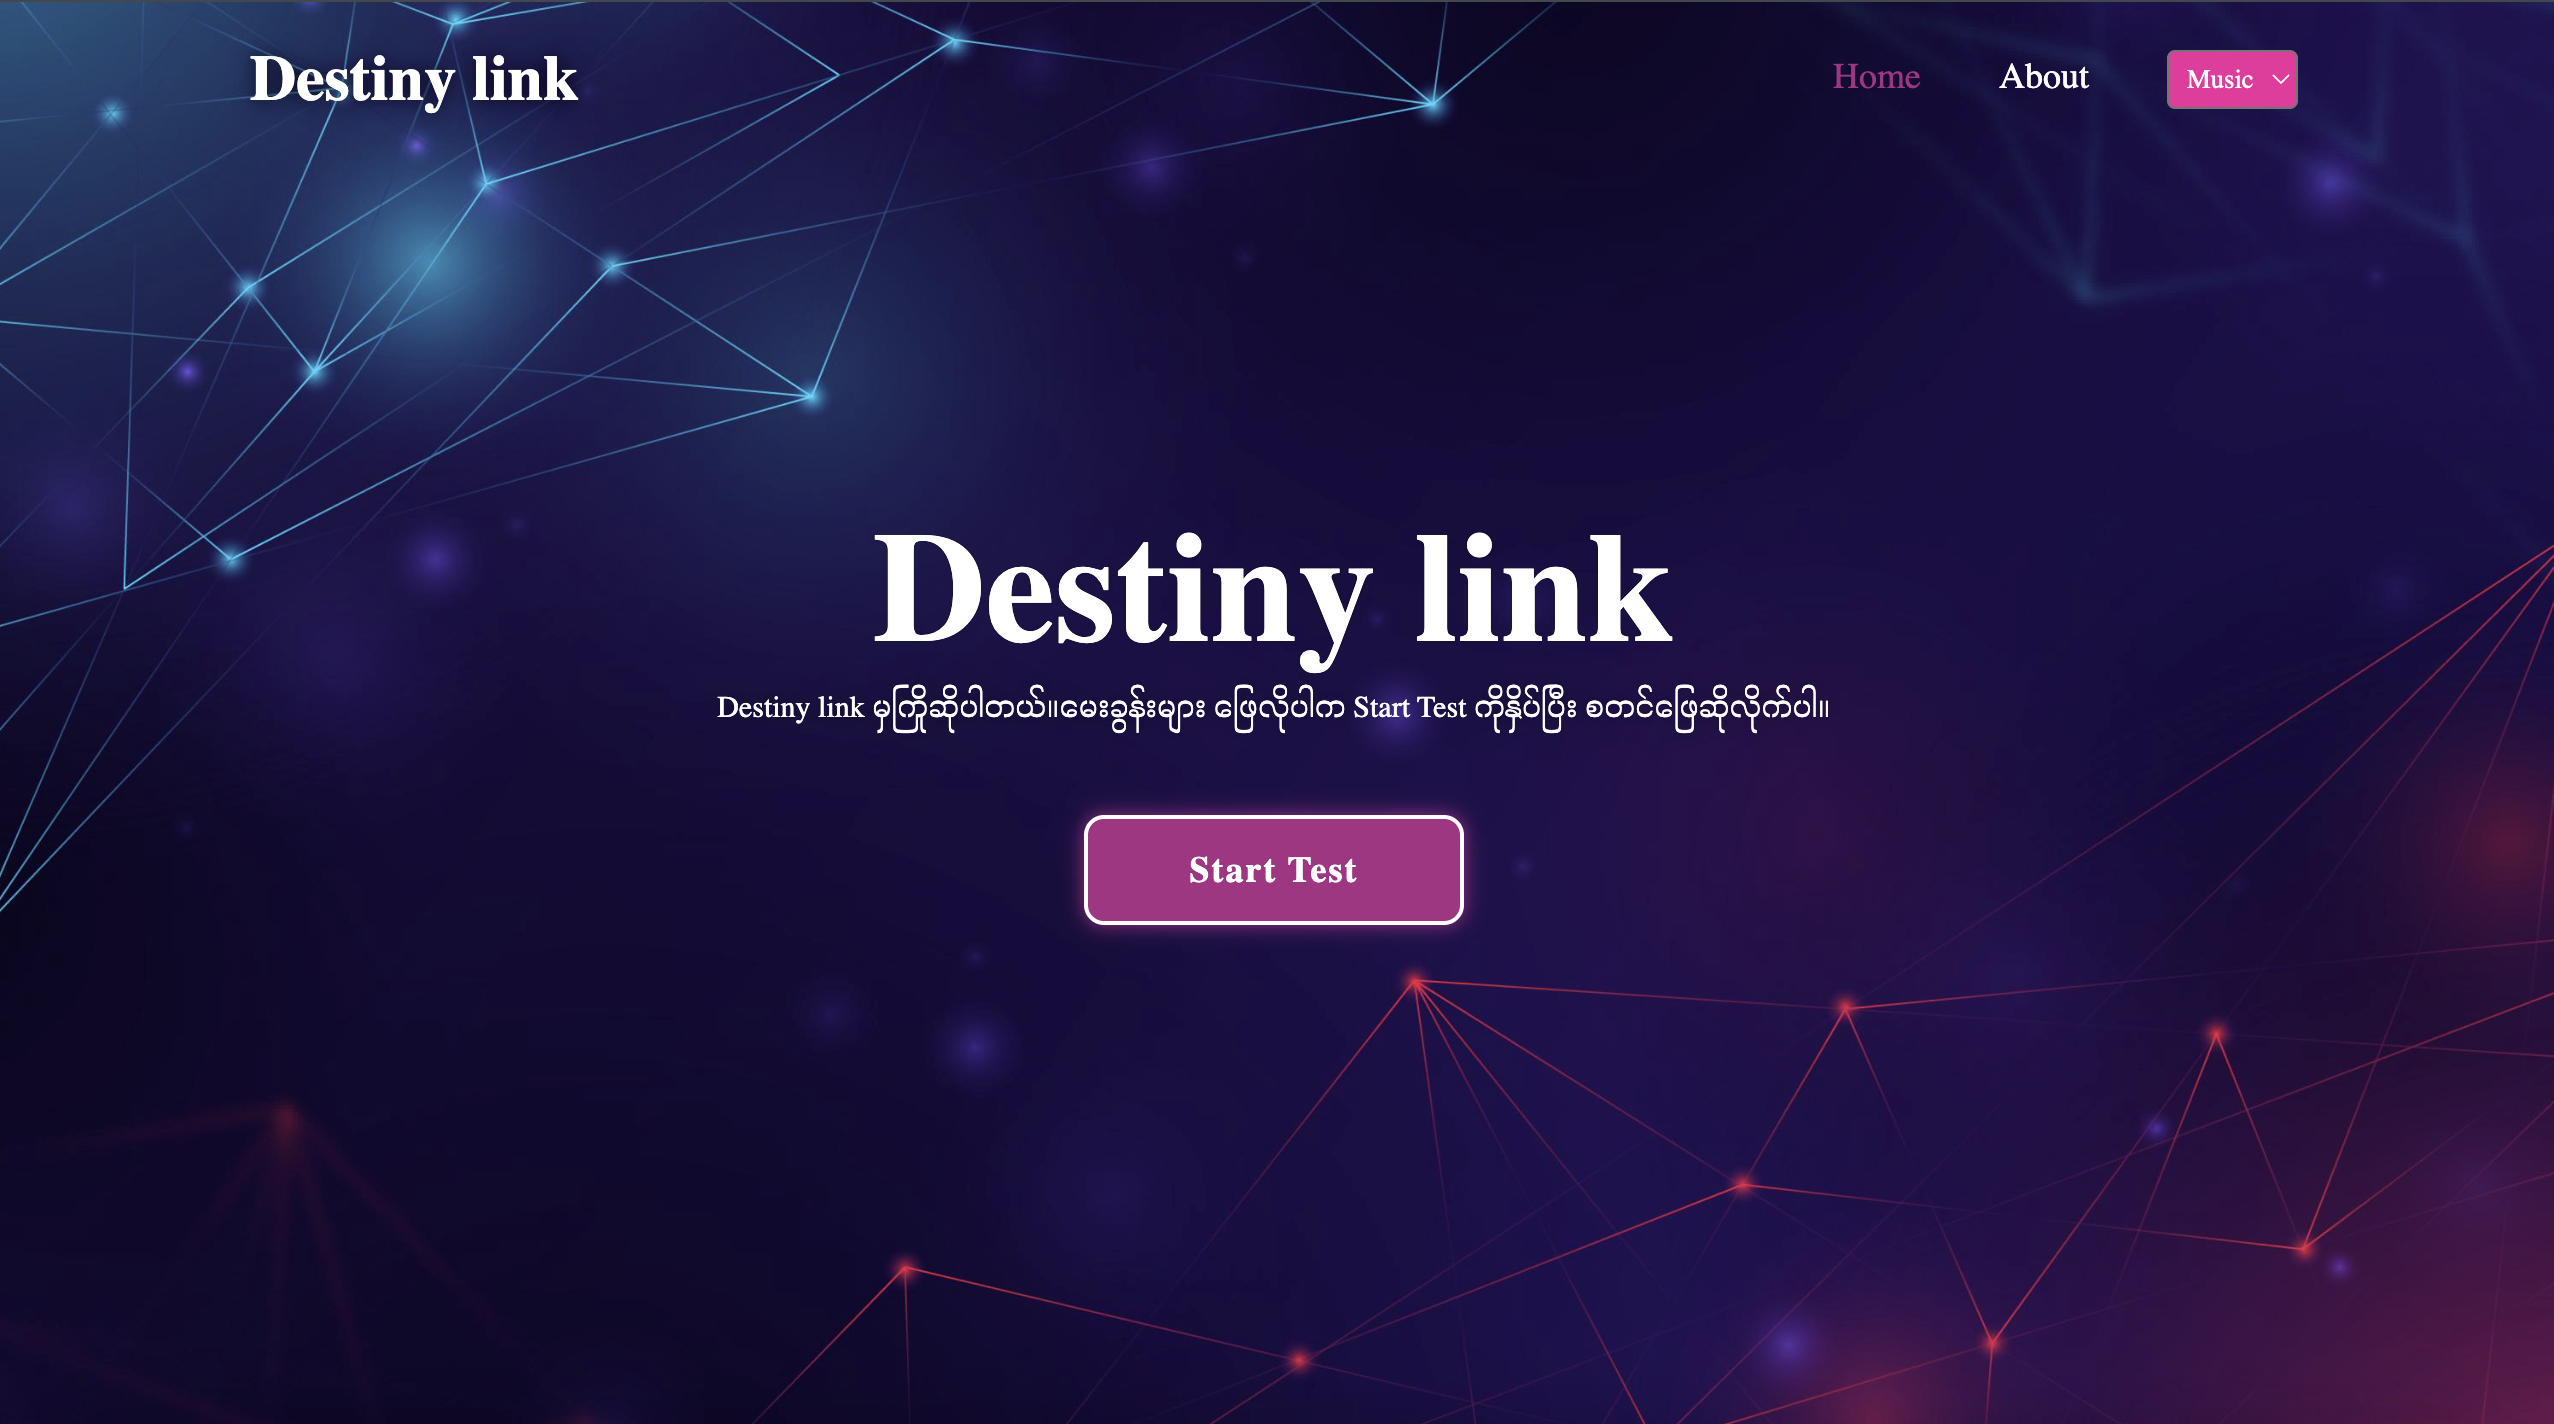 Destiny link
Home
About
Music
Destiny link
Destiny link မှကြိုဆိုပါတယ်။မေးခွန်းများ ဖြေလိုပါက Start Test ကိုနှိပ်ပြီး စတင်ဖြေဆိုလိုက်ပါ။
Start Test